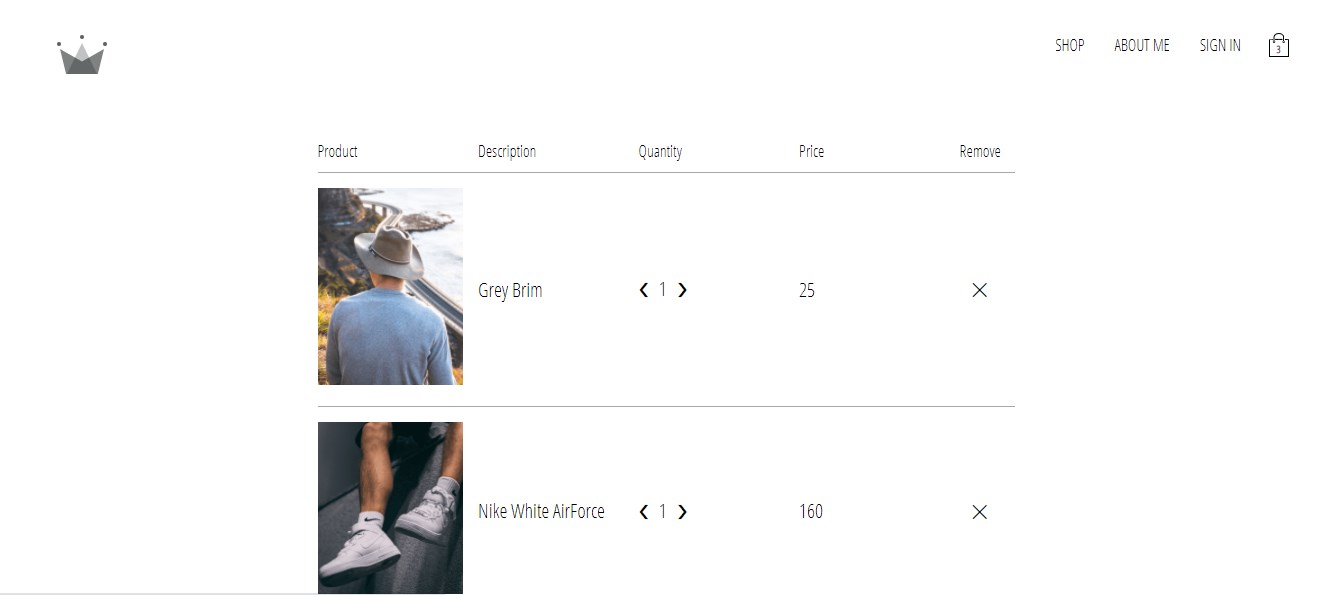 SHOP ABOUT ME SIGN IN 3
Product Description Quantity Price Remove
Grey Brim ❮ 1 ❯ 25 ✕
Nike White AirForce ❮ 1 ❯ 160 ✕